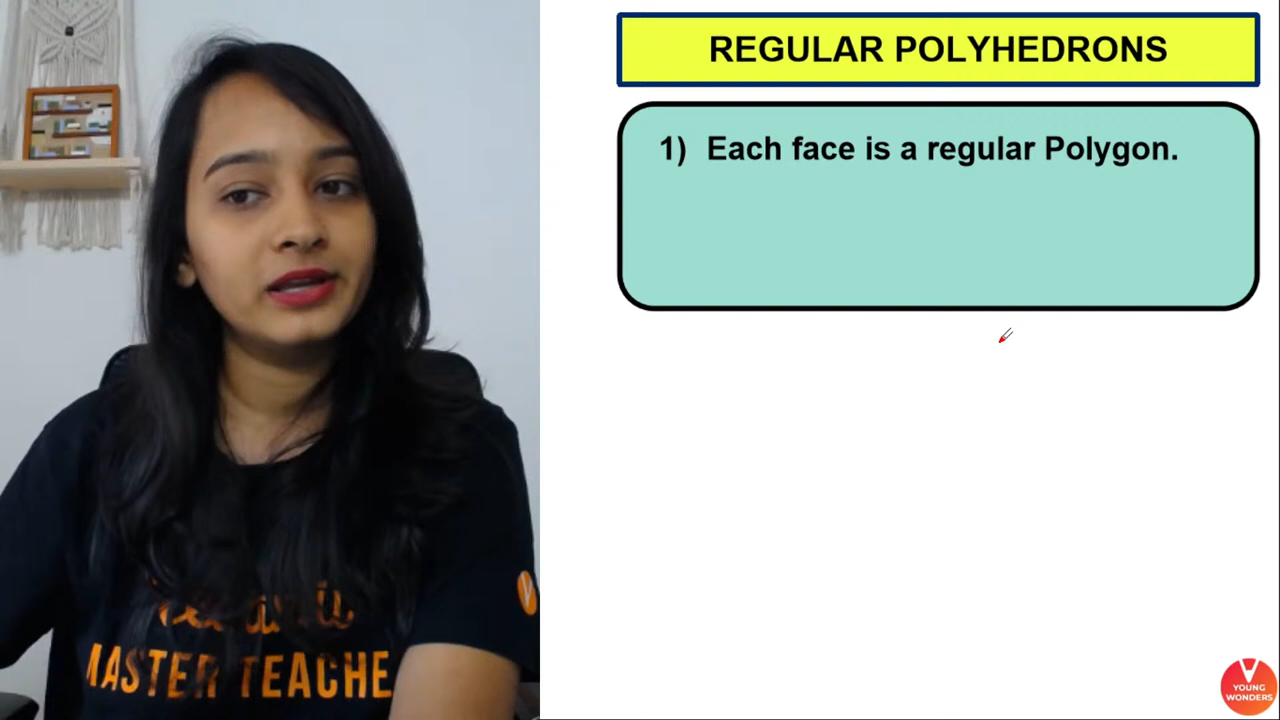 REGULAR POLYHEDRONS
1) Each face is a regular Polygon.
MASTER TEACHE
YOUNG
WONDERS